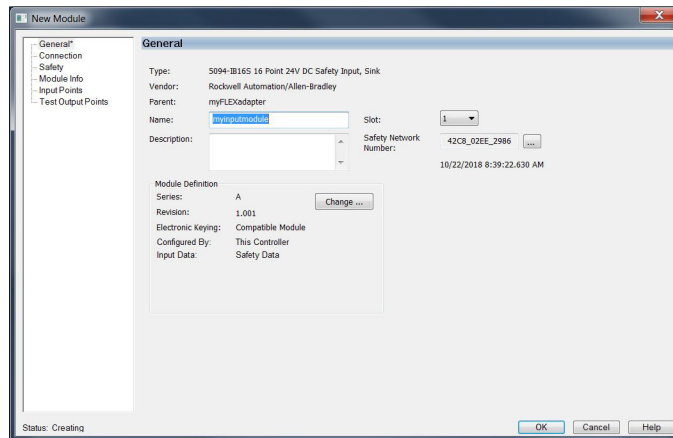 New Module
General*
Connection
Safety
Module Info
Input Points
Test Output Points
General
Type: 5094-IB16S 16 Point 24V DC Safety Input, Sink
Vendor: Rockwell Automation/Allen-Bradley
Parent: myFLEXadapter
Name: myinputmodule Slot: 1
Description: Safety Network Number: 42C8_02EE_2986 ...
10/22/2018 8:39:22.630 AM
Module Definition
Series: A Change ...
Revision: 1.001
Electronic Keying: Compatible Module
Configured By: This Controller
Input Data: Safety Data
Status: Creating OK Cancel Help